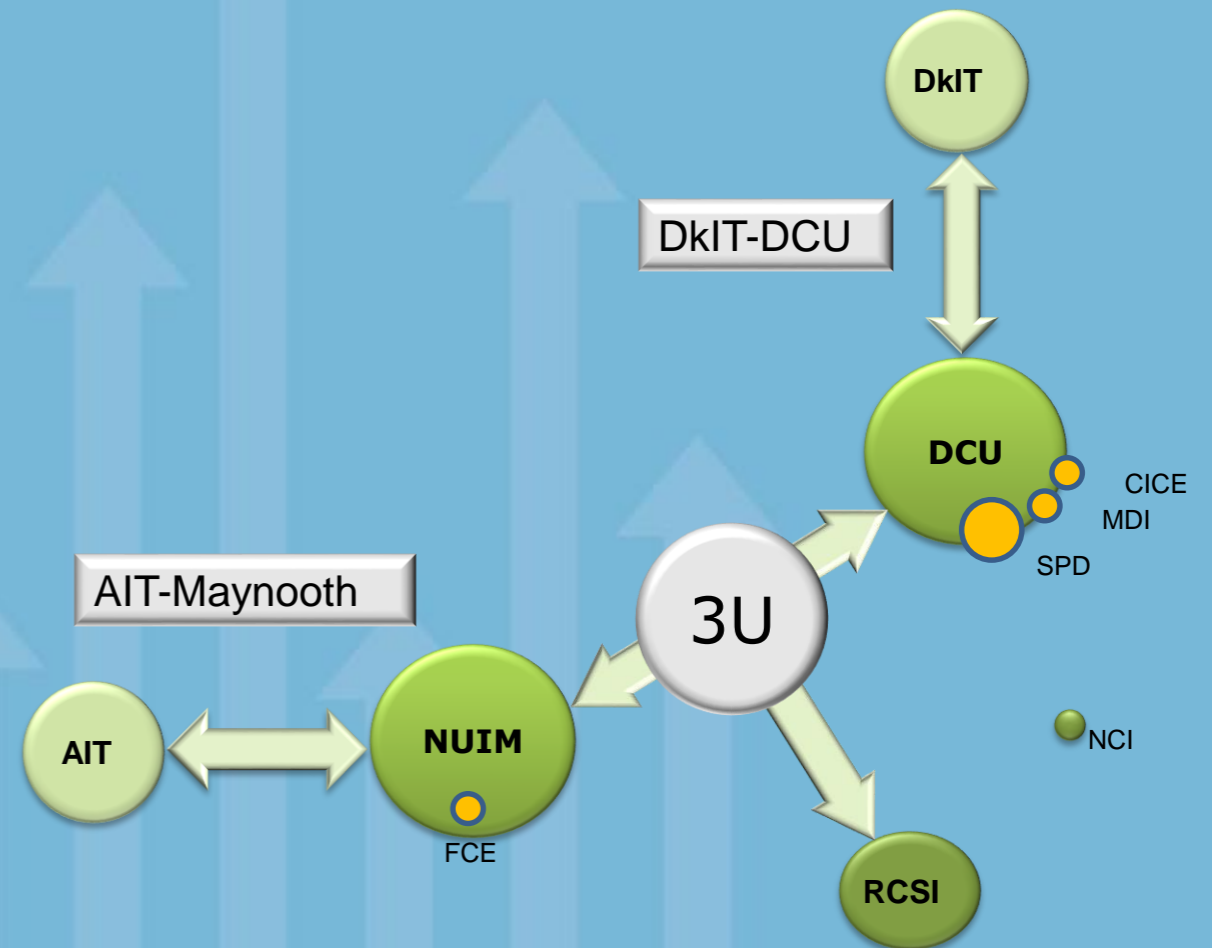 DkIT
DkIT-DCU
DCU
CICE
MDI
SPD
AIT-Maynooth
3U
AIT
NUIM
NCI
FCE
RCSI